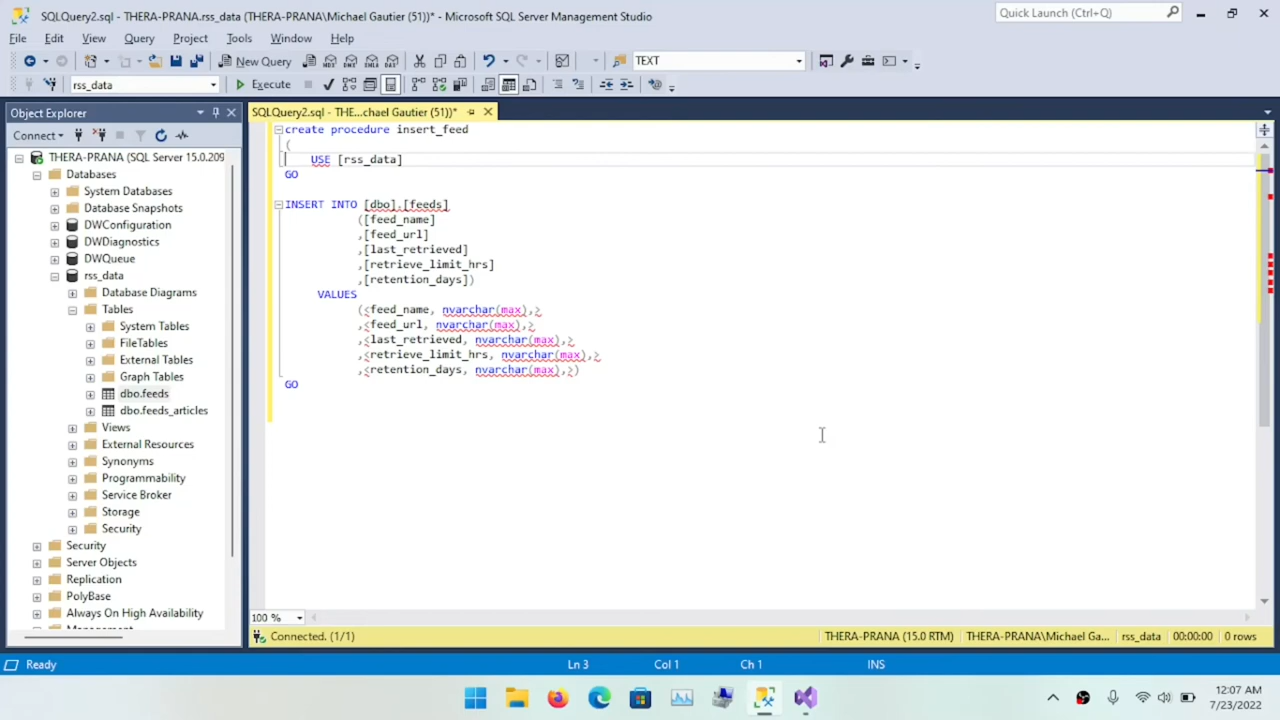 SQLQuery2.sql - THERA-PRANA.rss_data (THERA-PRANA\Michael Gautier (51))* - Microsoft SQL Server Management Studio
Quick Launch (Ctrl+Q)
File Edit View Query Project Tools Window Help
New Query MDX DMX XMLA DAX TEXT
rss_data Execute
Object Explorer
SQLQuery2.sql - THE...chael Gautier (51))*
Connect
THERA-PRANA (SQL Server 15.0.209
Databases
System Databases
Database Snapshots
DWConfiguration
DWDiagnostics
DWQueue
rss_data
Database Diagrams
Tables
System Tables
FileTables
External Tables
Graph Tables
dbo.feeds
dbo.feeds_articles
Views
External Resources
Synonyms
Programmability
Service Broker
Storage
Security
Security
Server Objects
Replication
PolyBase
Always On High Availability
Management
create procedure insert_feed
(
USE [rss_data]
GO
INSERT INTO [dbo].[feeds]
([feed_name]
,[feed_url]
,[last_retrieved]
,[retrieve_limit_hrs]
,[retention_days])
VALUES
(<feed_name, nvarchar(max),>
,<feed_url, nvarchar(max),>
,<last_retrieved, nvarchar(max),>
,<retrieve_limit_hrs, nvarchar(max),>
,<retention_days, nvarchar(max),>)
GO
100 %
Connected. (1/1)
THERA-PRANA (15.0 RTM) THERA-PRANA\Michael Ga... rss_data 00:00:00 0 rows
Ready Ln 3 Col 1 Ch 1 INS
12:07 AM
7/23/2022